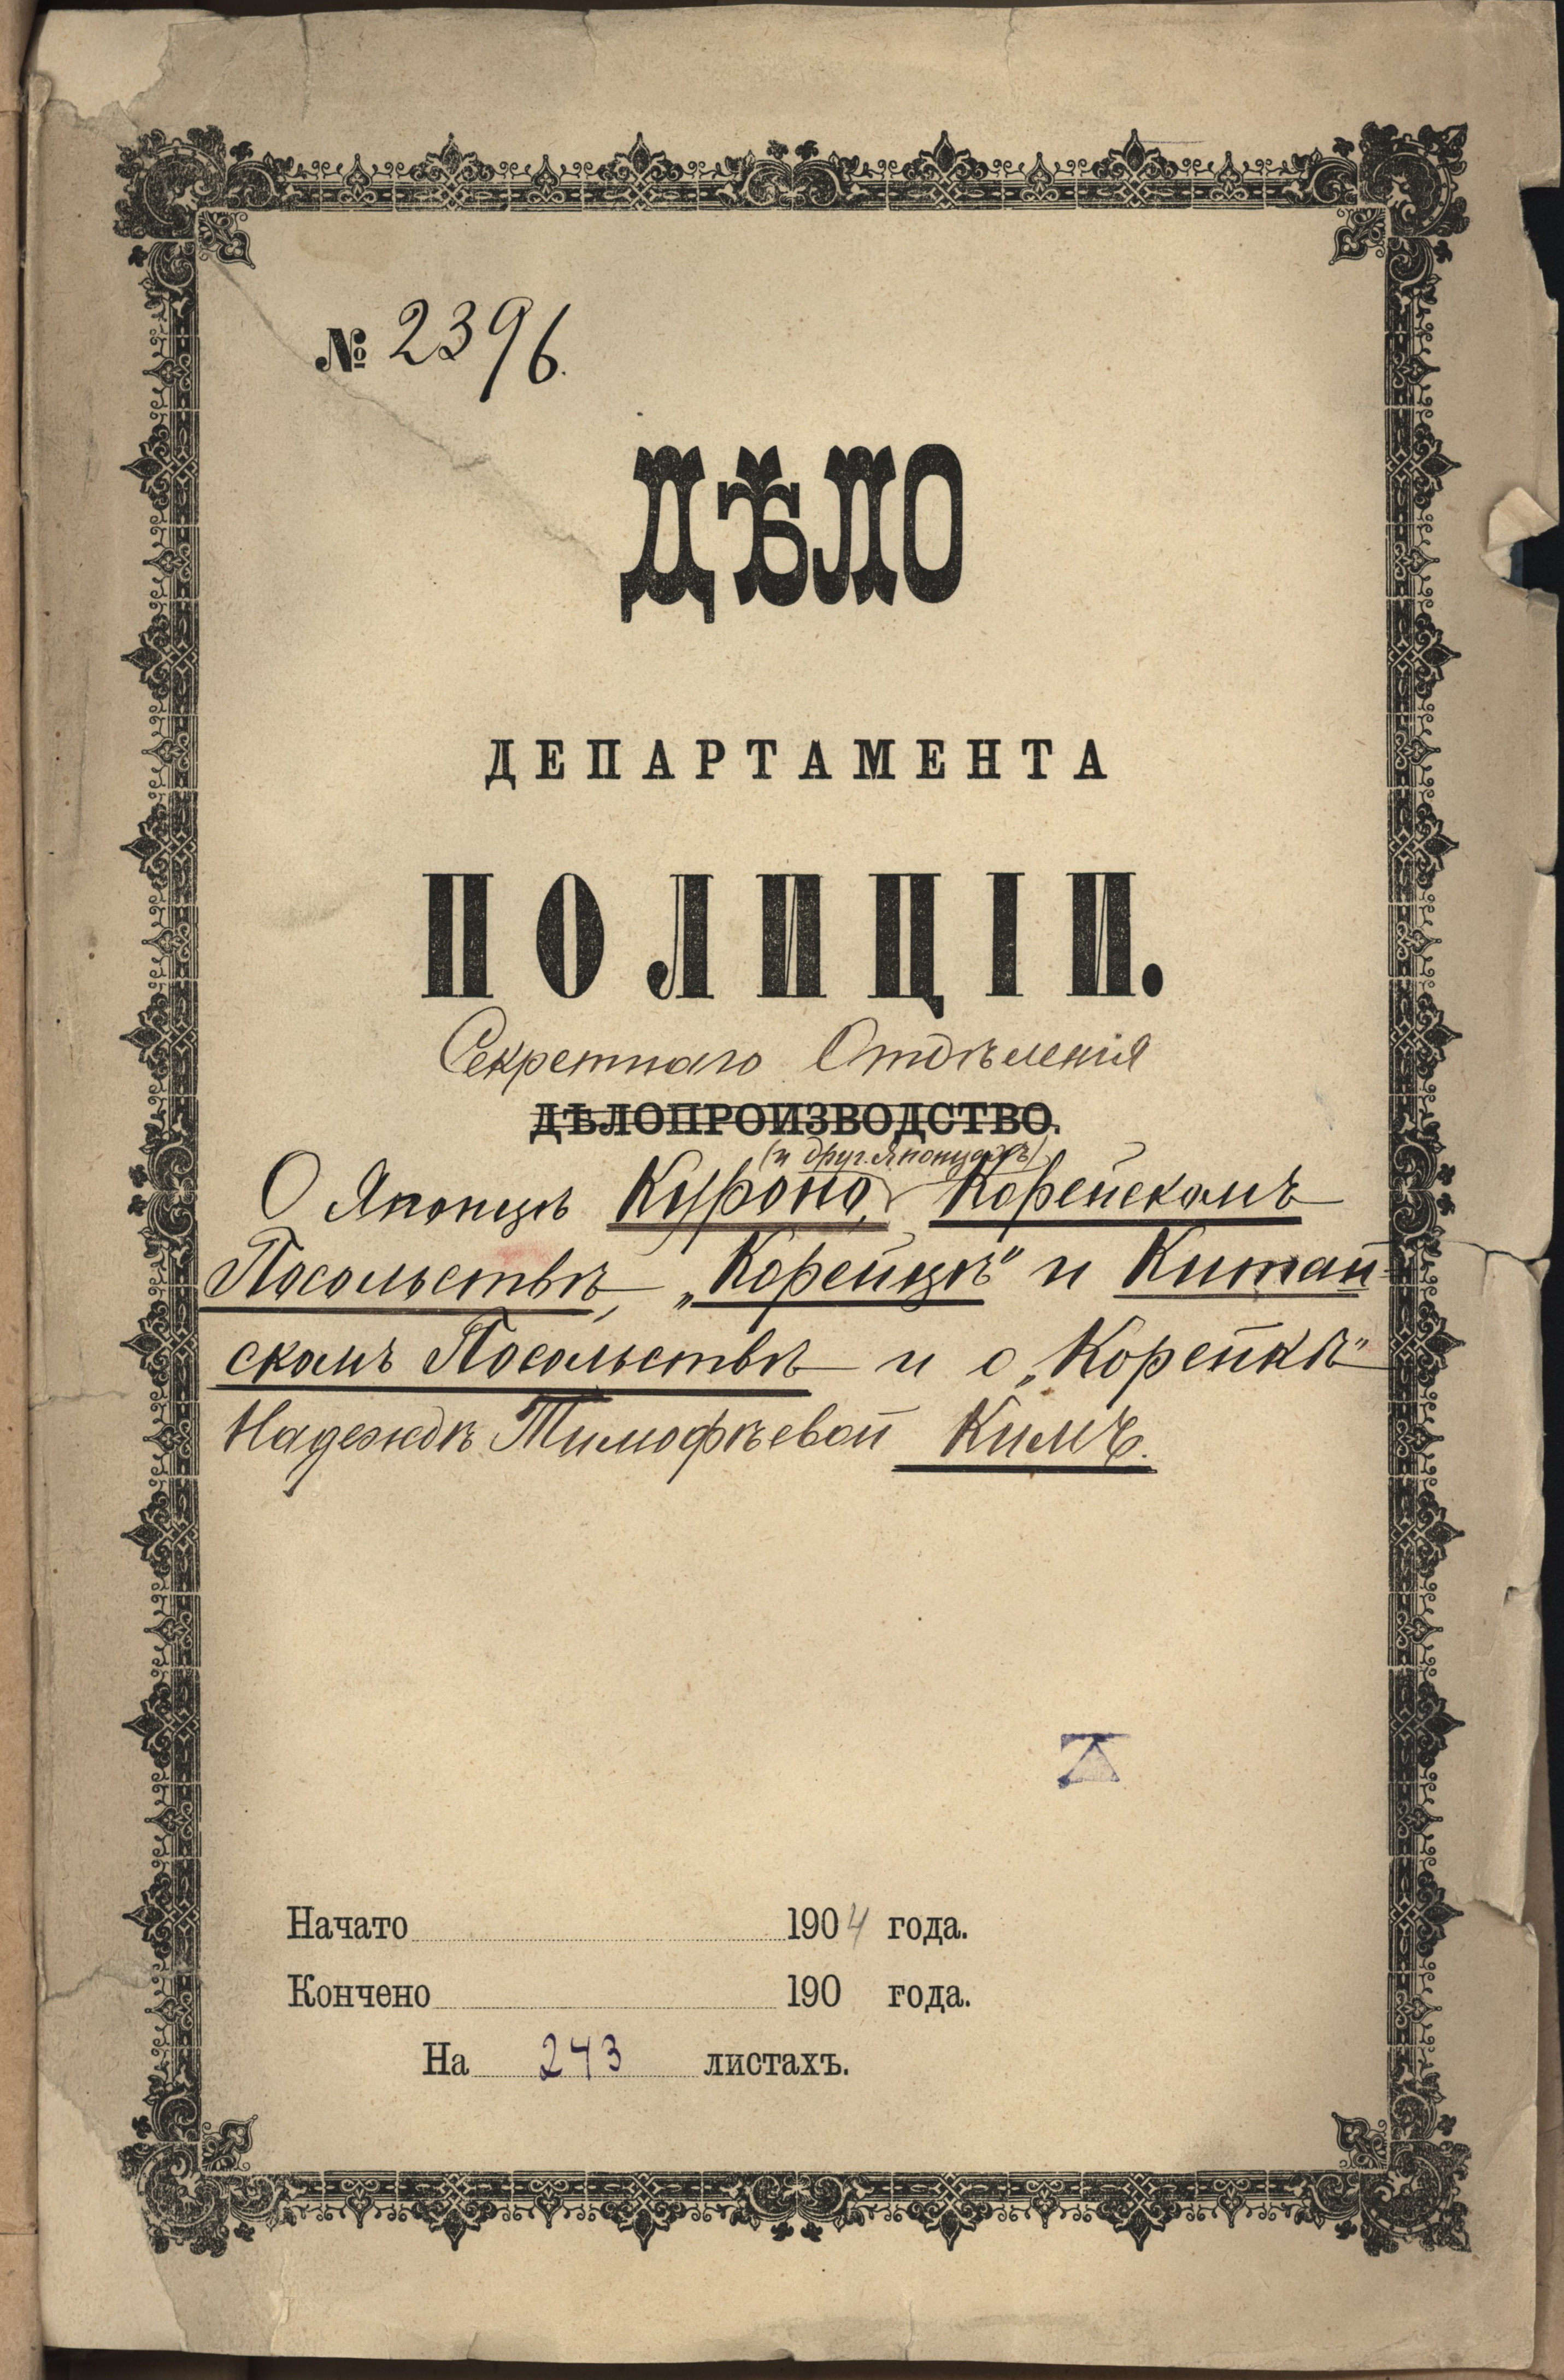 № 2396.
ДѢЛО
ДЕПАРТАМЕНТА
ПОЛИЦІИ.
Секретнаго Отдѣленія
ДѢЛОПРОИЗВОДСТВО.
(и друг. Японцахъ)
О Японцѣ Куроно, Корейскомъ
Посольствѣ, „Корейцѣ" и Китай-
скомъ Посольствѣ и о „Корейкѣ"
Надеждѣ Тимофѣевой Кимъ.
Начато 1904 года.
Кончено 190 года.
На 243 листахъ.